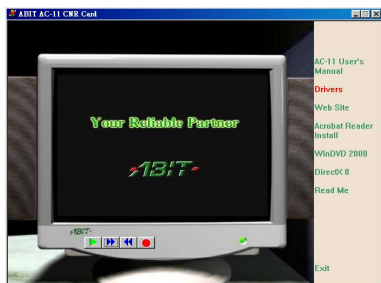 ABIT AC-11 CNR Card
Your Reliable Partner
ABIT
ABIT
AC-11 User's
Manual
Drivers
Web Site
Acrobat Reader
Install
WinDVD 2000
DirectX 8
Read Me
Exit